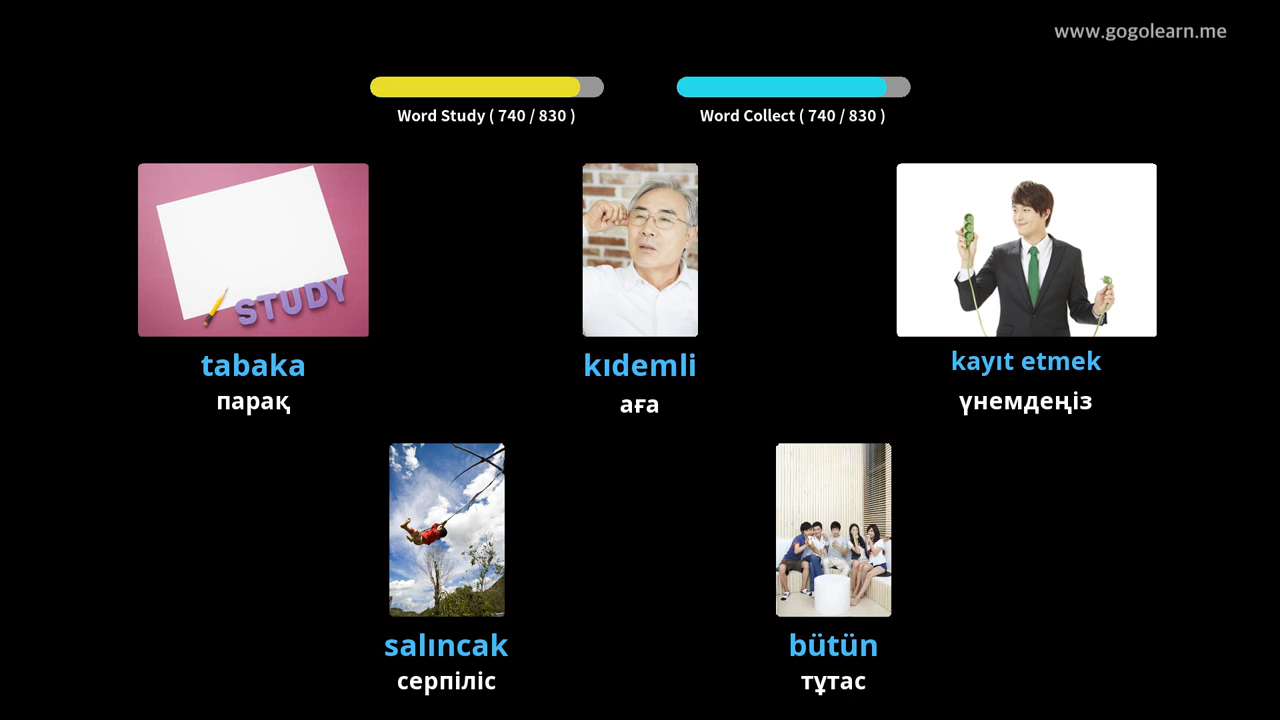 www.gogolearn.me
Word Study ( 740 / 830 )
Word Collect ( 740 / 830 )
STUDY
tabaka
парақ
kıdemli
аға
kayıt etmek
үнемдеңіз
salıncak
серпіліс
bütün
тұтас